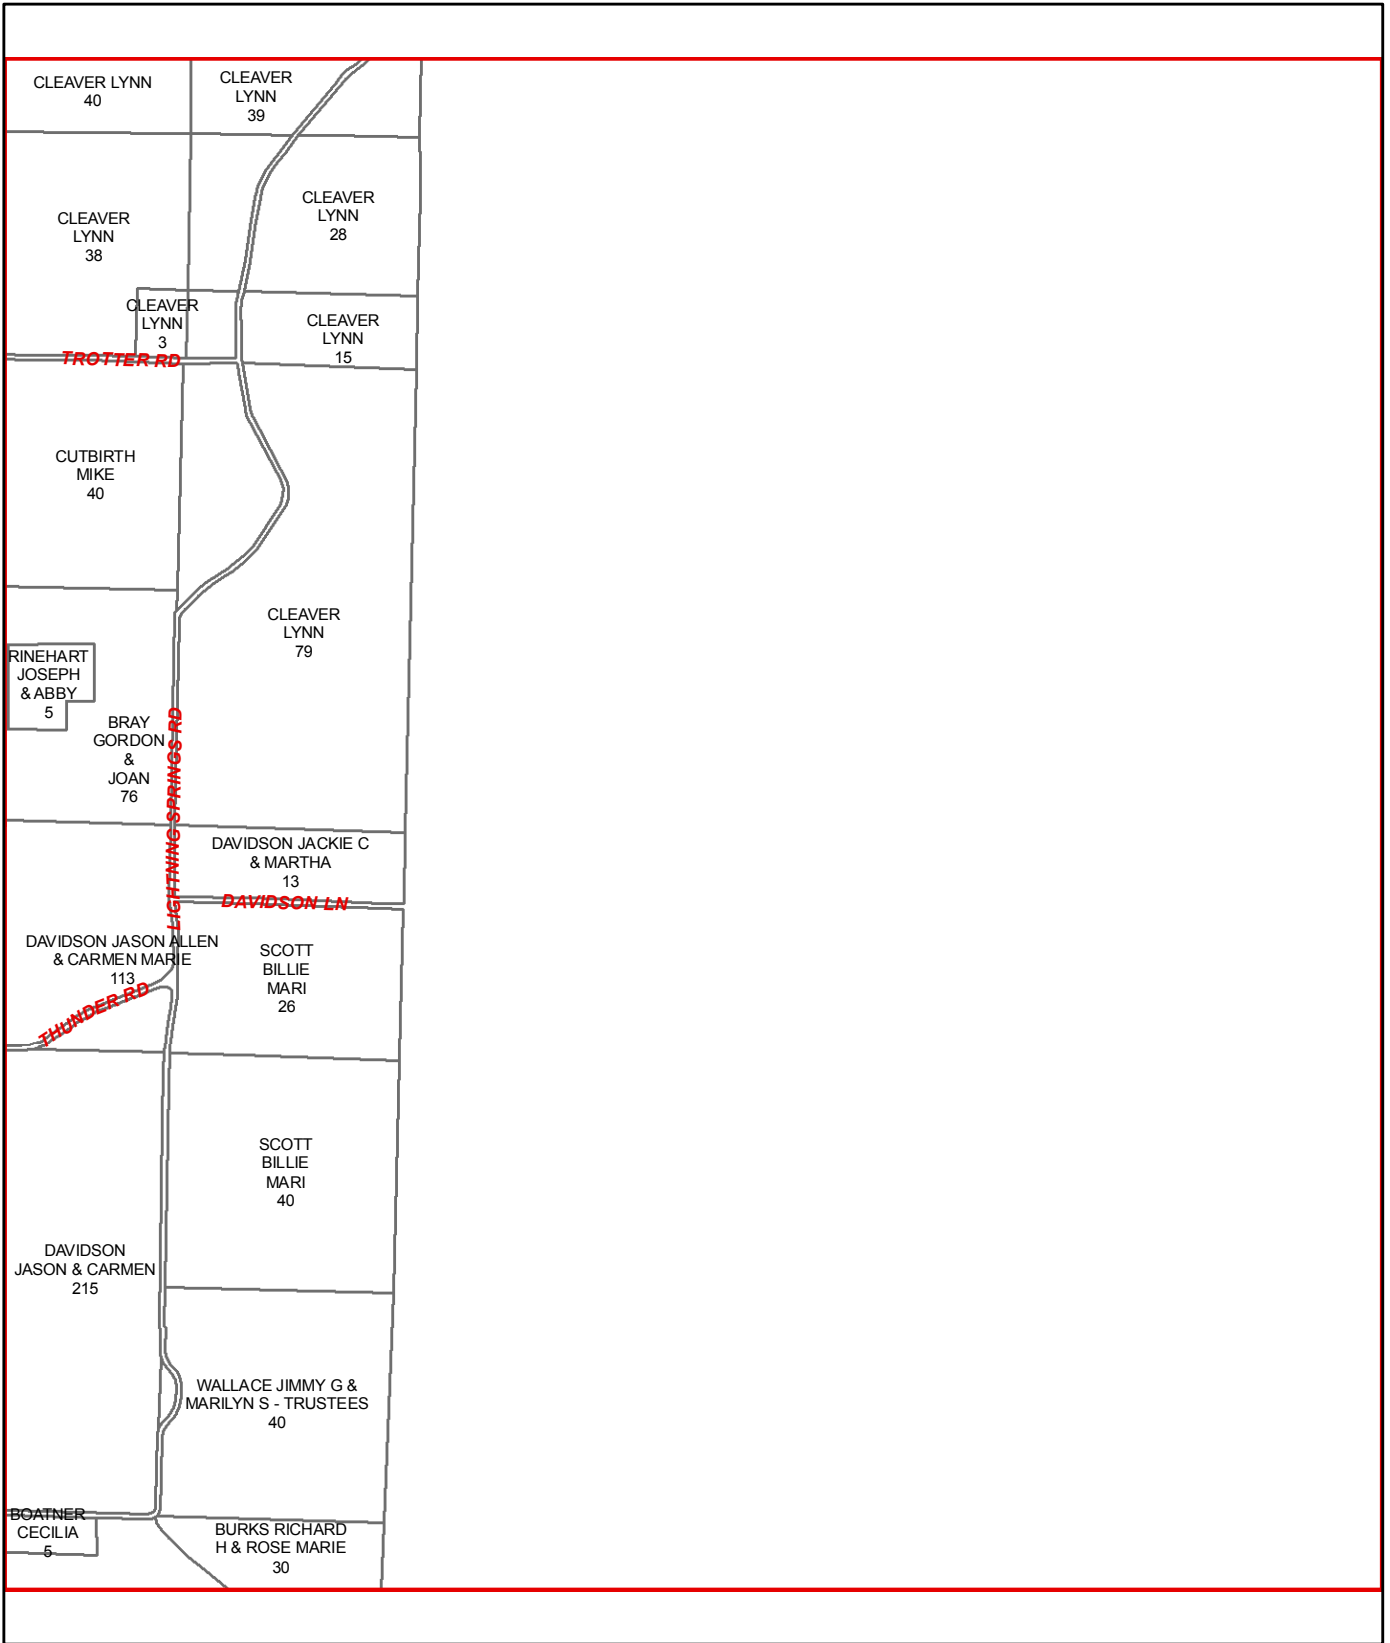 CLEAVER LYNN
40
CLEAVER
LYNN
39
CLEAVER
LYNN
38
CLEAVER
LYNN
28
CLEAVER
LYNN
3
CLEAVER
LYNN
15
TROTTER RD
CUTBIRTH
MIKE
40
CLEAVER
LYNN
79
RINEHART
JOSEPH
& ABBY
5
BRAY
GORDON
&
JOAN
76
LIGHTNING SPRINGS RD
DAVIDSON JACKIE C
& MARTHA
13
DAVIDSON LN
DAVIDSON JASON ALLEN
& CARMEN MARIE
113
SCOTT
BILLIE
MARI
26
THUNDER RD
SCOTT
BILLIE
MARI
40
DAVIDSON
JASON & CARMEN
215
WALLACE JIMMY G &
MARILYN S - TRUSTEES
40
BOATNER
CECILIA
5
BURKS RICHARD
H & ROSE MARIE
30